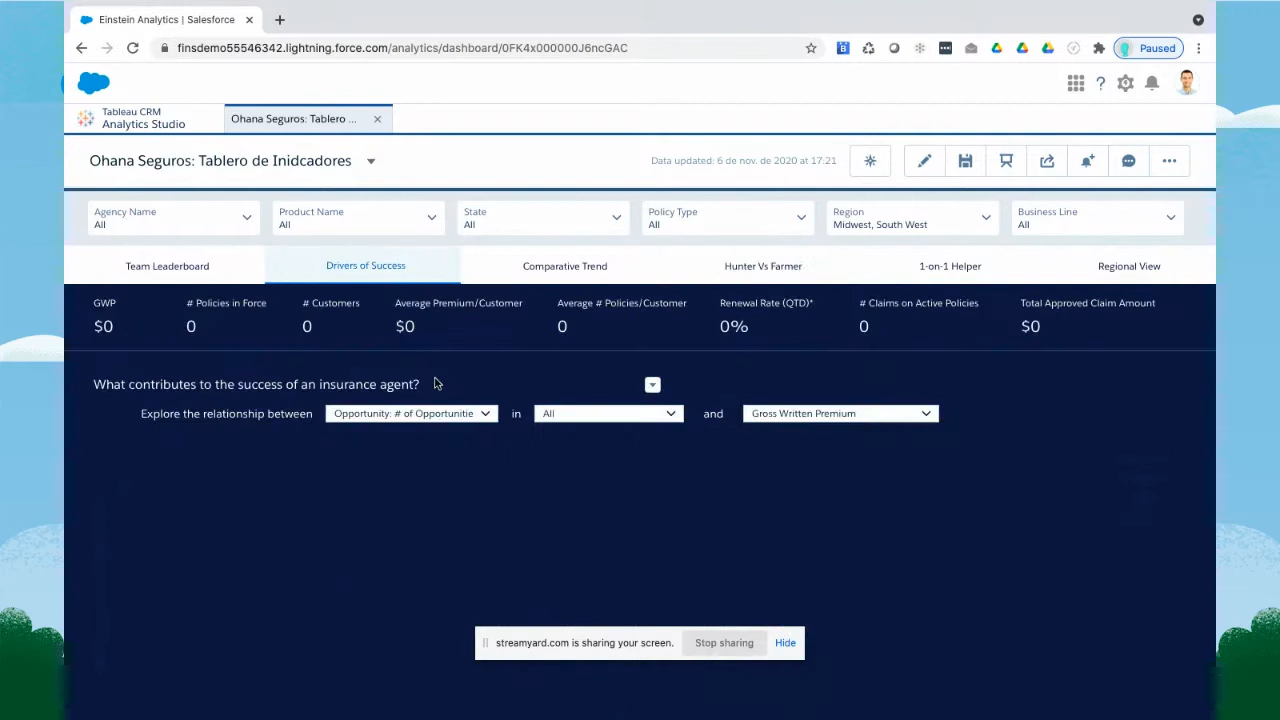 Einstein Analytics | Salesforce
finsdemo55546342.lightning.force.com/analytics/dashboard/0FK4x000000J6ncGAC
Paused
Tableau CRM
Analytics Studio
Ohana Seguros: Tablero ...
Ohana Seguros: Tablero de Inidcadores
Data updated: 6 de nov. de 2020 at 17:21
Agency Name
All
Product Name
All
State
All
Policy Type
All
Region
Midwest, South West
Business Line
All
Team Leaderboard
Drivers of Success
Comparative Trend
Hunter Vs Farmer
1-on-1 Helper
Regional View
GWP
$0
# Policies in Force
0
# Customers
0
Average Premium/Customer
$0
Average # Policies/Customer
0
Renewal Rate (QTD)*
0%
# Claims on Active Policies
0
Total Approved Claim Amount
$0
What contributes to the success of an insurance agent?
Explore the relationship between Opportunity: # of Opportunitie in All and Gross Written Premium
streamyard.com is sharing your screen. Stop sharing Hide